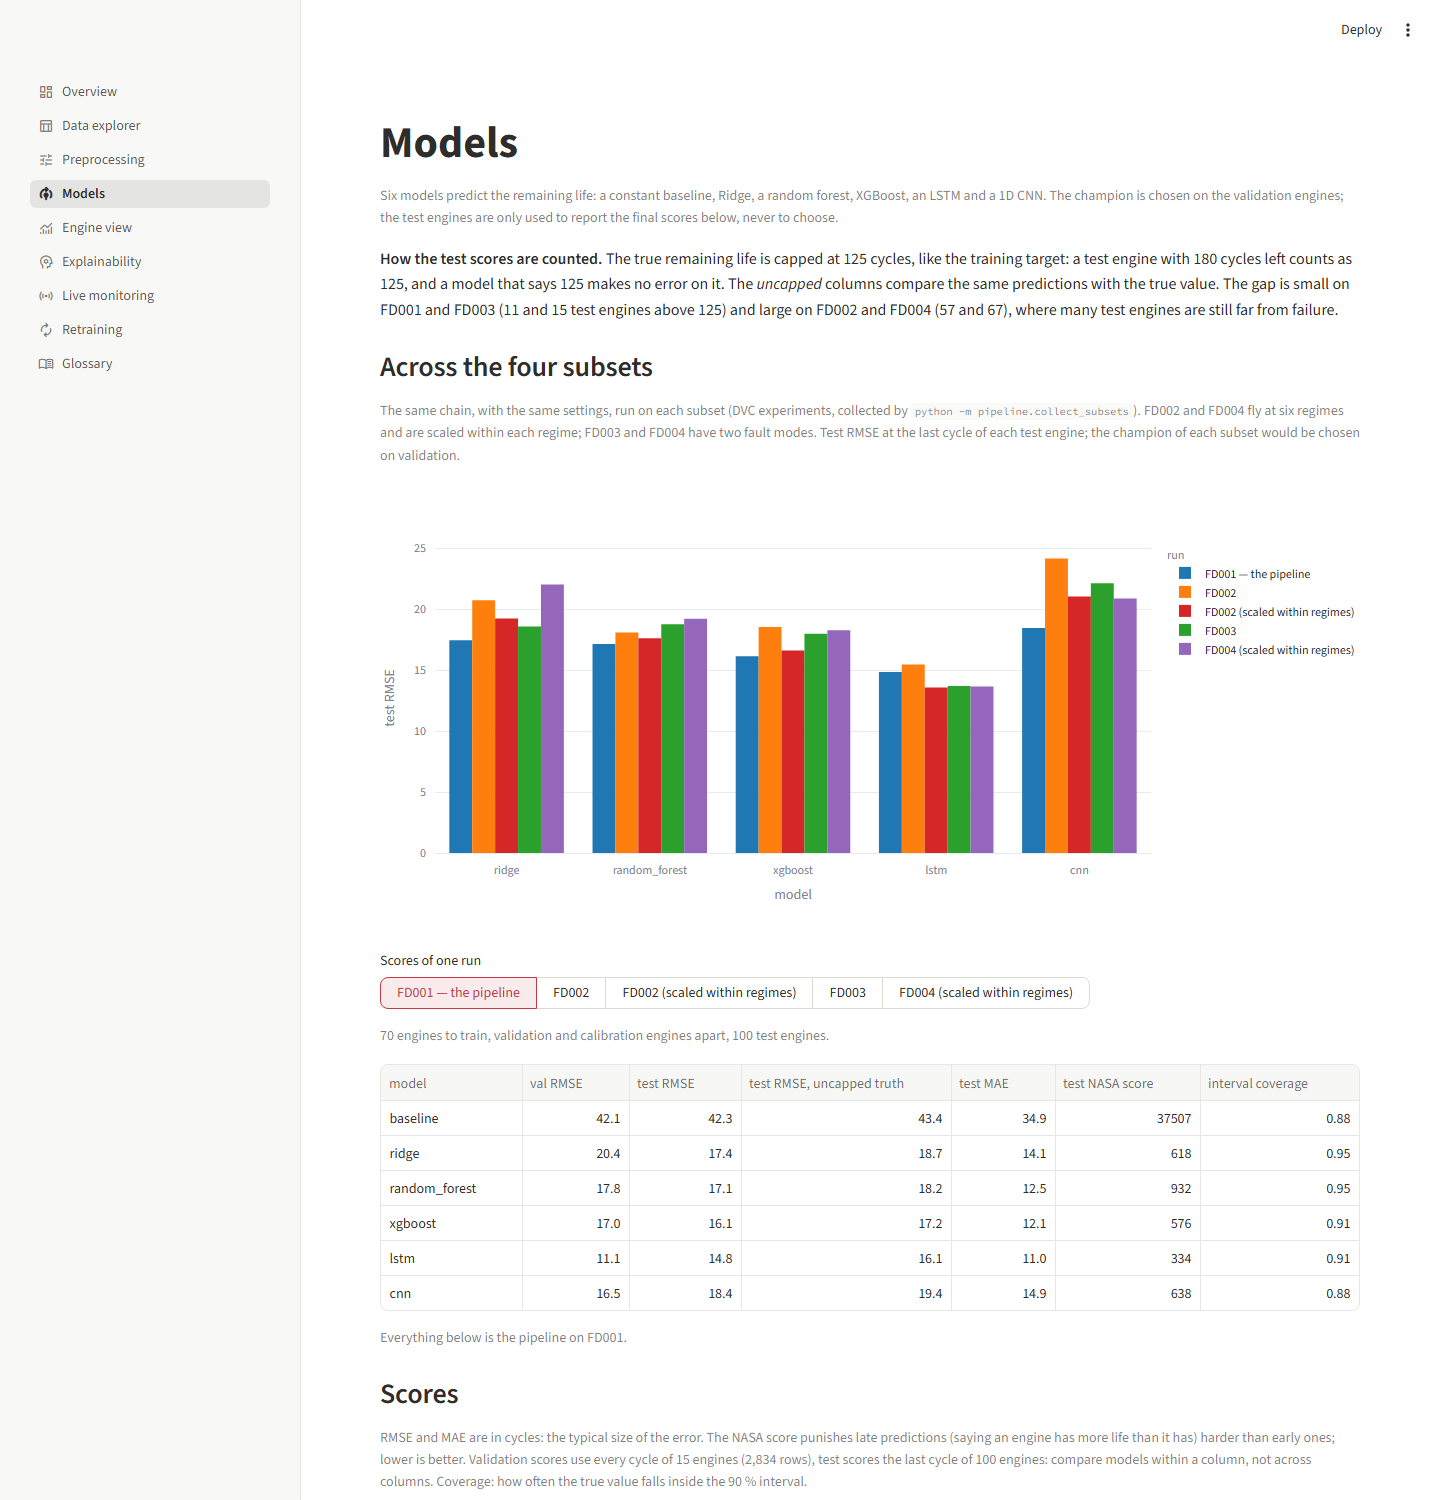 Deploy
Overview
Data explorer
Preprocessing
Models
Engine view
Explainability
Live monitoring
Retraining
Glossary
Models
Six models predict the remaining life: a constant baseline, Ridge, a random forest, XGBoost, an LSTM and a 1D CNN. The champion is chosen on the validation engines;
the test engines are only used to report the final scores below, never to choose.
How the test scores are counted. The true remaining life is capped at 125 cycles, like the training target: a test engine with 180 cycles left counts as
125, and a model that says 125 makes no error on it. The uncapped columns compare the same predictions with the true value. The gap is small on
FD001 and FD003 (11 and 15 test engines above 125) and large on FD002 and FD004 (57 and 67), where many test engines are still far from failure.
Across the four subsets
The same chain, with the same settings, run on each subset (DVC experiments, collected by python -m pipeline.collect_subsets ). FD002 and FD004 fly at six regimes
and are scaled within each regime; FD003 and FD004 have two fault modes. Test RMSE at the last cycle of each test engine; the champion of each subset would be chosen
on validation.
25
20
15
10
5
0
test RMSE
ridge random_forest xgboost lstm cnn
model
run
FD001 — the pipeline
FD002
FD002 (scaled within regimes)
FD003
FD004 (scaled within regimes)
Scores of one run
FD001 — the pipeline FD002 FD002 (scaled within regimes) FD003 FD004 (scaled within regimes)
70 engines to train, validation and calibration engines apart, 100 test engines.
model val RMSE test RMSE test RMSE, uncapped truth test MAE test NASA score interval coverage
baseline 42.1 42.3 43.4 34.9 37507 0.88
ridge 20.4 17.4 18.7 14.1 618 0.95
random_forest 17.8 17.1 18.2 12.5 932 0.95
xgboost 17.0 16.1 17.2 12.1 576 0.91
lstm 11.1 14.8 16.1 11.0 334 0.91
cnn 16.5 18.4 19.4 14.9 638 0.88
Everything below is the pipeline on FD001.
Scores
RMSE and MAE are in cycles: the typical size of the error. The NASA score punishes late predictions (saying an engine has more life than it has) harder than early ones;
lower is better. Validation scores use every cycle of 15 engines (2,834 rows), test scores the last cycle of 100 engines: compare models within a column, not across
columns. Coverage: how often the true value falls inside the 90 % interval.